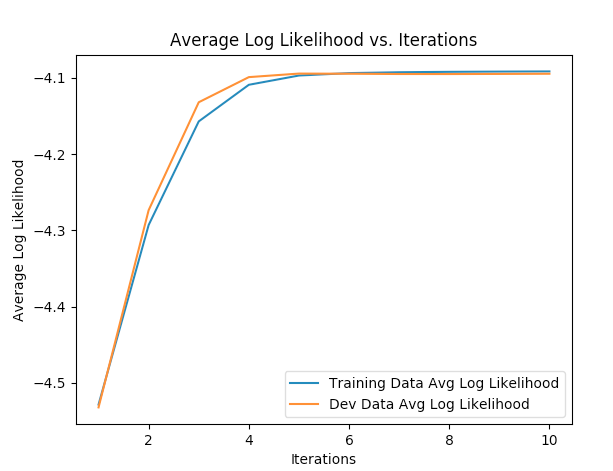 Average Log Likelihood vs. Iterations
Average Log Likelihood
−4.1
−4.2
−4.3
−4.4
−4.5
Training Data Avg Log Likelihood
Dev Data Avg Log Likelihood
2 4 6 8 10
Iterations